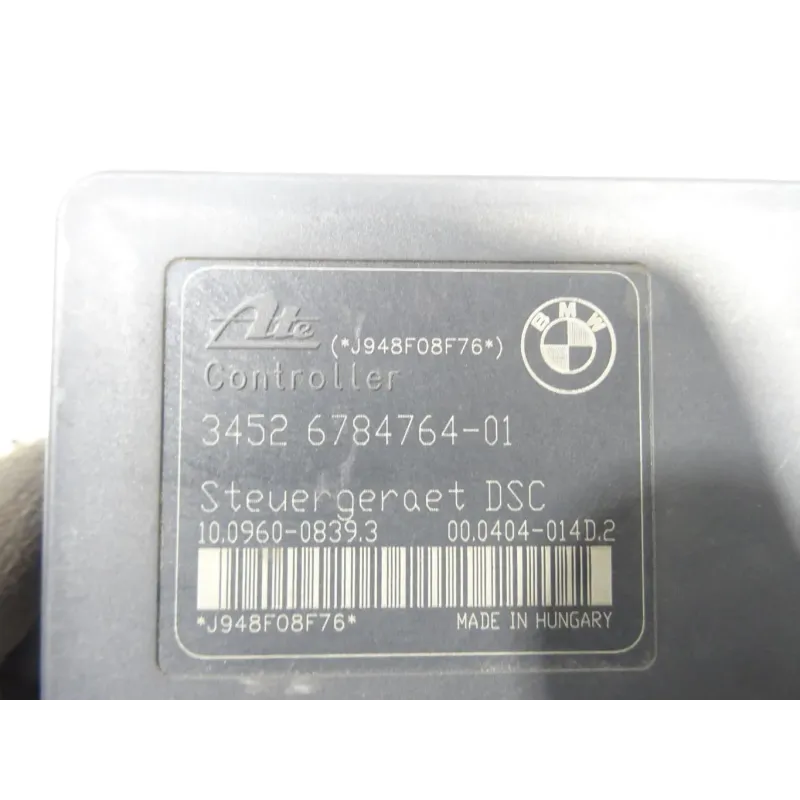 Ate (*J948F08F76*)
BMW
Controller
3452 6784764-01
Steuergeraet DSC
10.0960-0839.3 00.0404-014D.2
*J948F08F76* MADE IN HUNGARY